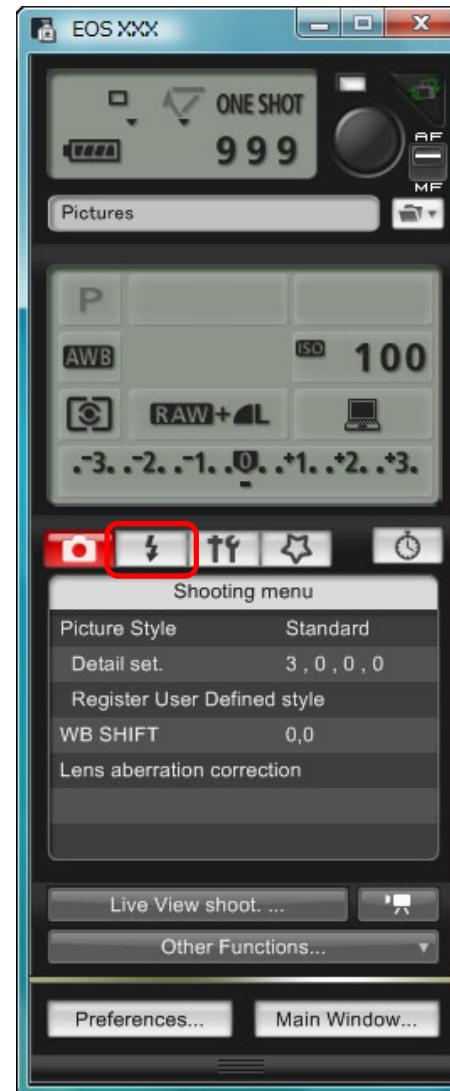 EOS XXX
ONE SHOT
999
AF
MF
Pictures
P
AWB
ISO 100
RAW+L
.-3. .-2. .-1. .0. .+1. .+2. .+3.
Shooting menu
Picture Style Standard
Detail set. 3 , 0 , 0 , 0
Register User Defined style
WB SHIFT 0,0
Lens aberration correction
Live View shoot. ...
Other Functions...
Preferences... Main Window...